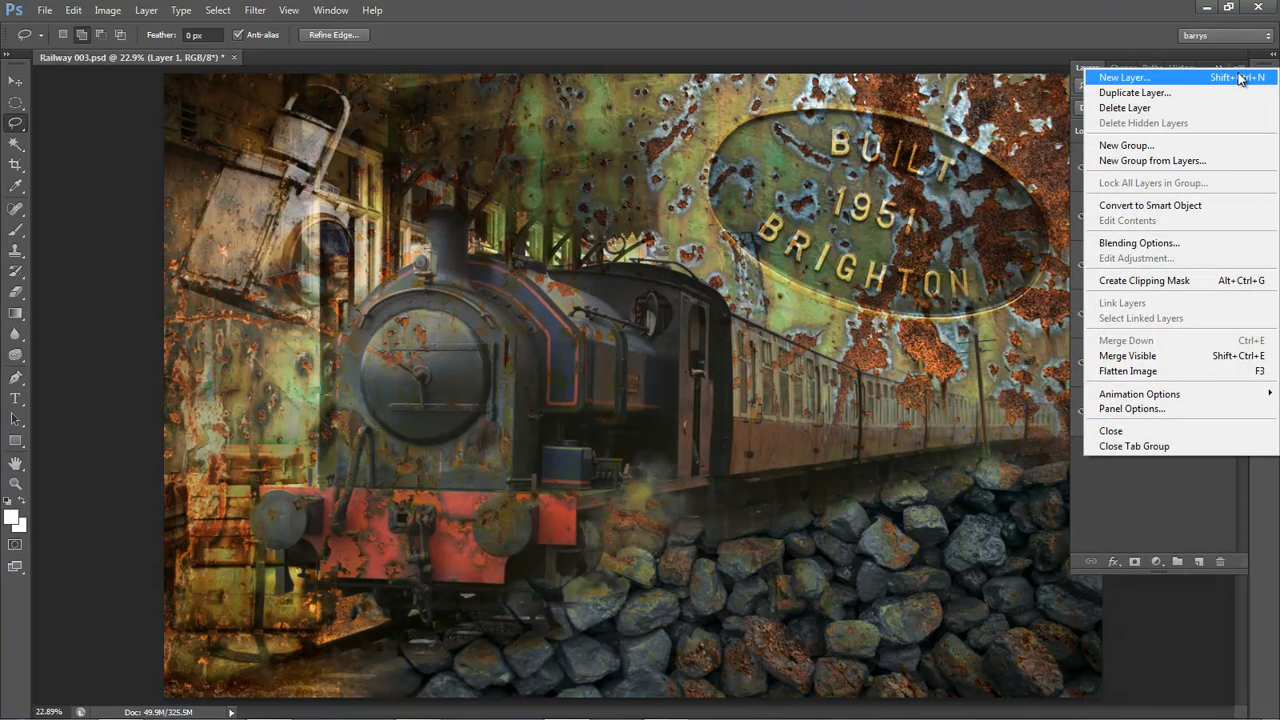 Ps File Edit Image Layer Type Select Filter View Window Help
Feather: 0 px Anti-alias Refine Edge... barrys
Railway 003.psd @ 22.9% (Layer 1, RGB/8*) * ×
New Layer... Shift+Ctrl+N
Duplicate Layer...
Delete Layer
Delete Hidden Layers
New Group...
New Group from Layers...
Lock All Layers in Group...
Convert to Smart Object
Edit Contents
Blending Options...
Edit Adjustment...
Create Clipping Mask Alt+Ctrl+G
Link Layers
Select Linked Layers
Merge Down Ctrl+E
Merge Visible Shift+Ctrl+E
Flatten Image F3
Animation Options
Panel Options...
Close
Close Tab Group
BUILT
1951
BRIGHTON
22.89% Doc: 49.9M/325.5M